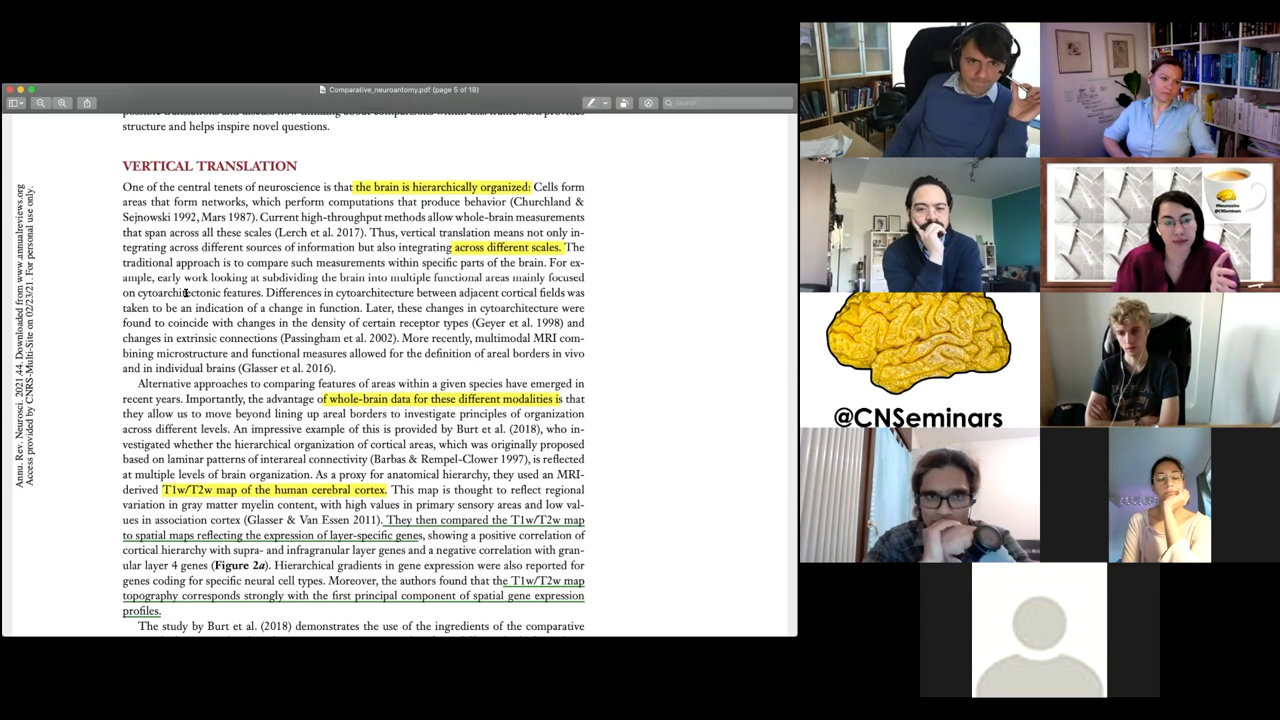 Comparative_neuroantomy.pdf (page 5 of 18)
Search
structure and helps inspire novel questions.
VERTICAL TRANSLATION
One of the central tenets of neuroscience is that the brain is hierarchically organized: Cells form
areas that form networks, which perform computations that produce behavior (Churchland &
Sejnowski 1992, Mars 1987). Current high-throughput methods allow whole-brain measurements
that span across all these scales (Lerch et al. 2017). Thus, vertical translation means not only in-
tegrating across different sources of information but also integrating across different scales. The
traditional approach is to compare such measurements within specific parts of the brain. For ex-
ample, early work looking at subdividing the brain into multiple functional areas mainly focused
on cytoarchitectonic features. Differences in cytoarchitecture between adjacent cortical fields was
taken to be an indication of a change in function. Later, these changes in cytoarchitecture were
found to coincide with changes in the density of certain receptor types (Geyer et al. 1998) and
changes in extrinsic connections (Passingham et al. 2002). More recently, multimodal MRI com-
bining microstructure and functional measures allowed for the definition of areal borders in vivo
and in individual brains (Glasser et al. 2016).
Alternative approaches to comparing features of areas within a given species have emerged in
recent years. Importantly, the advantage of whole-brain data for these different modalities is that
they allow us to move beyond lining up areal borders to investigate principles of organization
across different levels. An impressive example of this is provided by Burt et al. (2018), who in-
vestigated whether the hierarchical organization of cortical areas, which was originally proposed
based on laminar patterns of interareal connectivity (Barbas & Rempel-Clower 1997), is reflected
at multiple levels of brain organization. As a proxy for anatomical hierarchy, they used an MRI-
derived T1w/T2w map of the human cerebral cortex. This map is thought to reflect regional
variation in gray matter myelin content, with high values in primary sensory areas and low val-
ues in association cortex (Glasser & Van Essen 2011). They then compared the T1w/T2w map
to spatial maps reflecting the expression of layer-specific genes, showing a positive correlation of
cortical hierarchy with supra- and infragranular layer genes and a negative correlation with gran-
ular layer 4 genes (Figure 2a). Hierarchical gradients in gene expression were also reported for
genes coding for specific neural cell types. Moreover, the authors found that the T1w/T2w map
topography corresponds strongly with the first principal component of spatial gene expression
profiles.
The study by Burt et al. (2018) demonstrates the use of the ingredients of the comparative
Annu. Rev. Neurosci. 2021.44. Downloaded from www.annualreviews.org
Access provided by CNRS-Multi-Site on 02/23/21. For personal use only.
@CNSeminars
@CNSeminars